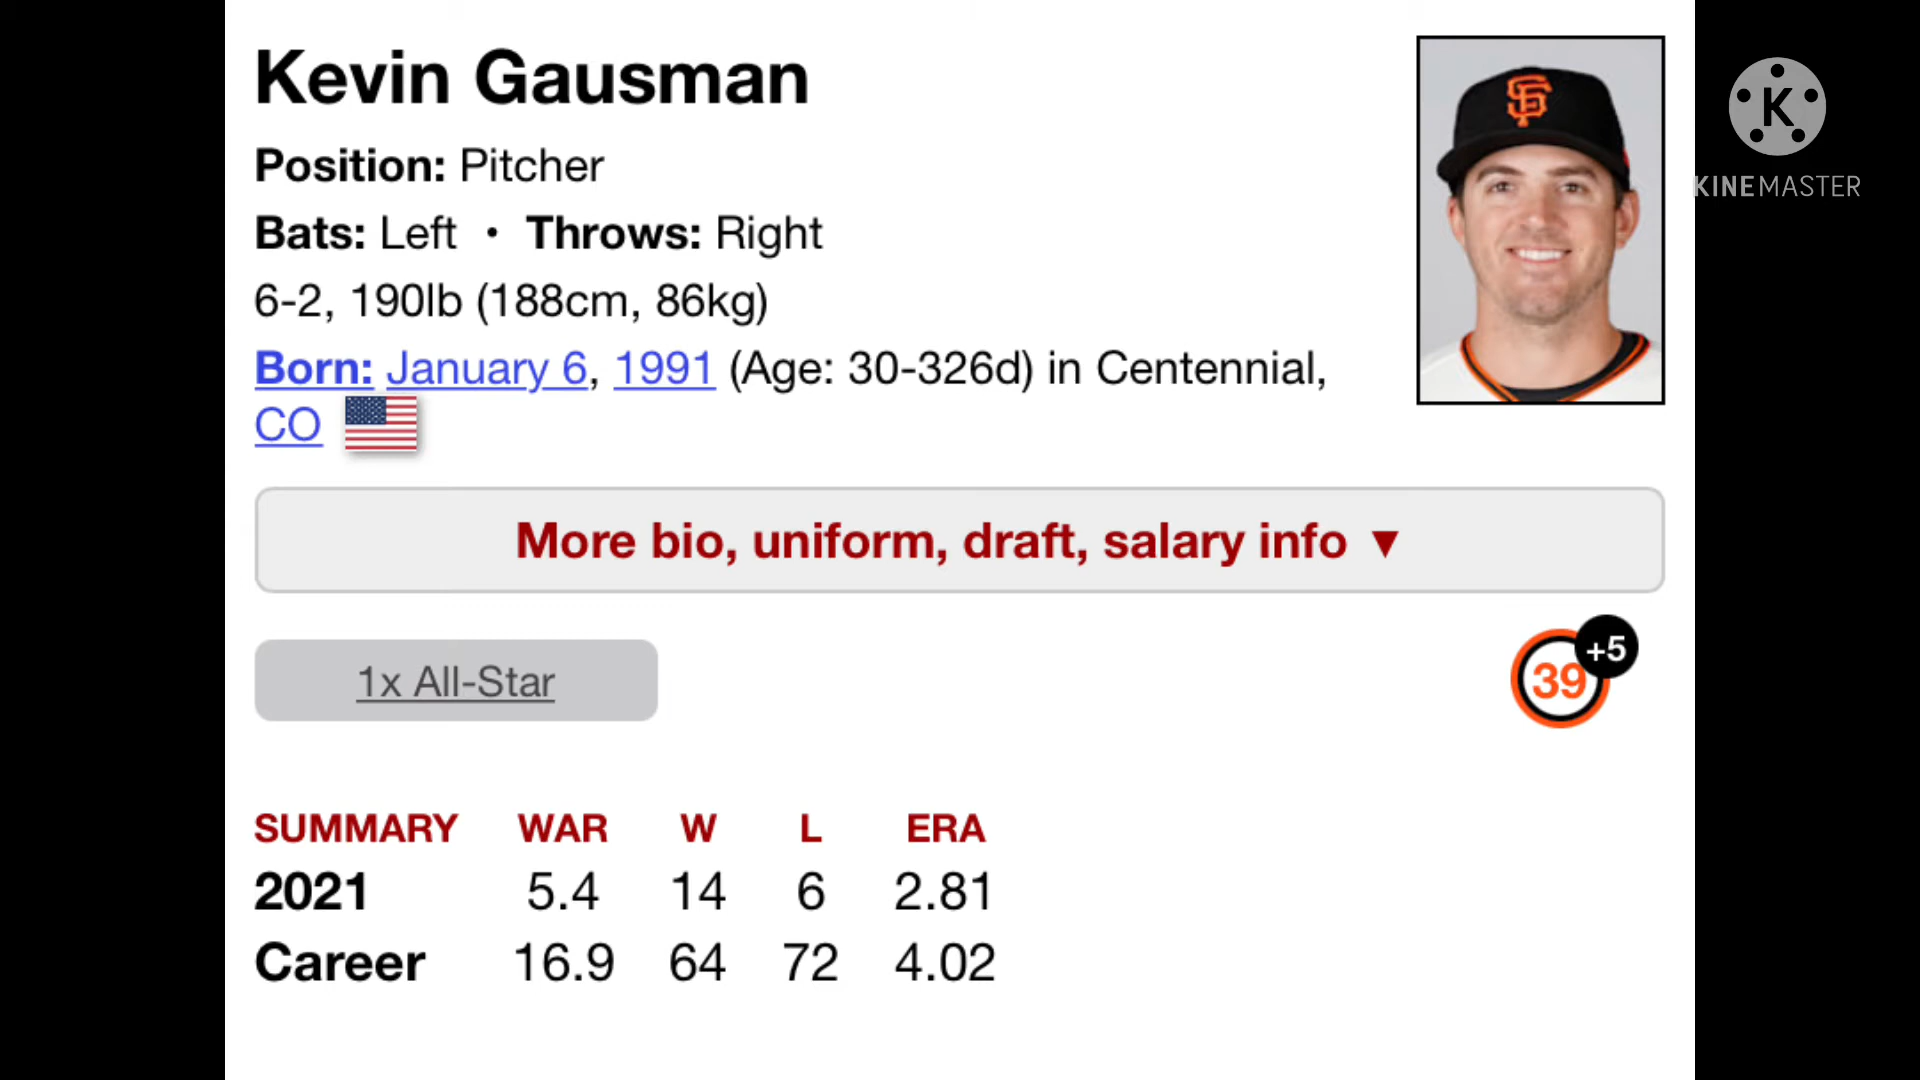 Kevin Gausman
Position: Pitcher
Bats: Left • Throws: Right
6-2, 190lb (188cm, 86kg)
Born: January 6, 1991 (Age: 30-326d) in Centennial,
CO
More bio, uniform, draft, salary info ▼
1x All-Star
39 +5
SUMMARY WAR W L ERA
2021 5.4 14 6 2.81
Career 16.9 64 72 4.02
SF
K
KINEMASTER